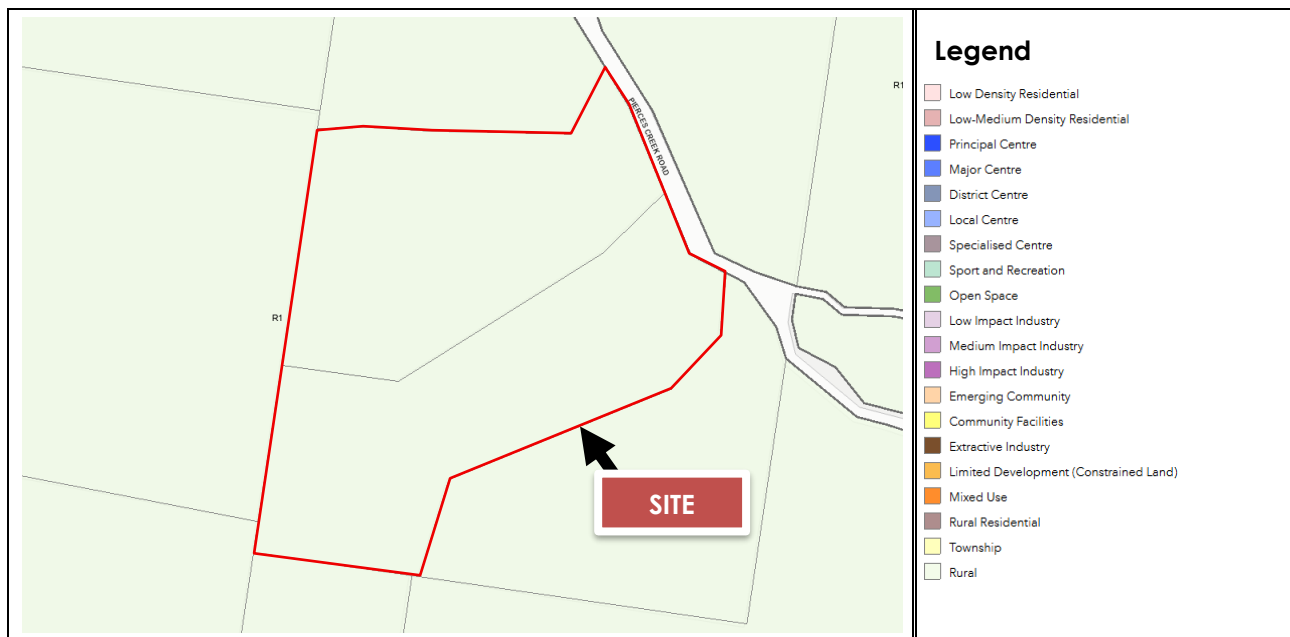 R1
PIERCES CREEK ROAD
R1
SITE
Legend
Low Density Residential
Low-Medium Density Residential
Principal Centre
Major Centre
District Centre
Local Centre
Specialised Centre
Sport and Recreation
Open Space
Low Impact Industry
Medium Impact Industry
High Impact Industry
Emerging Community
Community Facilities
Extractive Industry
Limited Development (Constrained Land)
Mixed Use
Rural Residential
Township
Rural